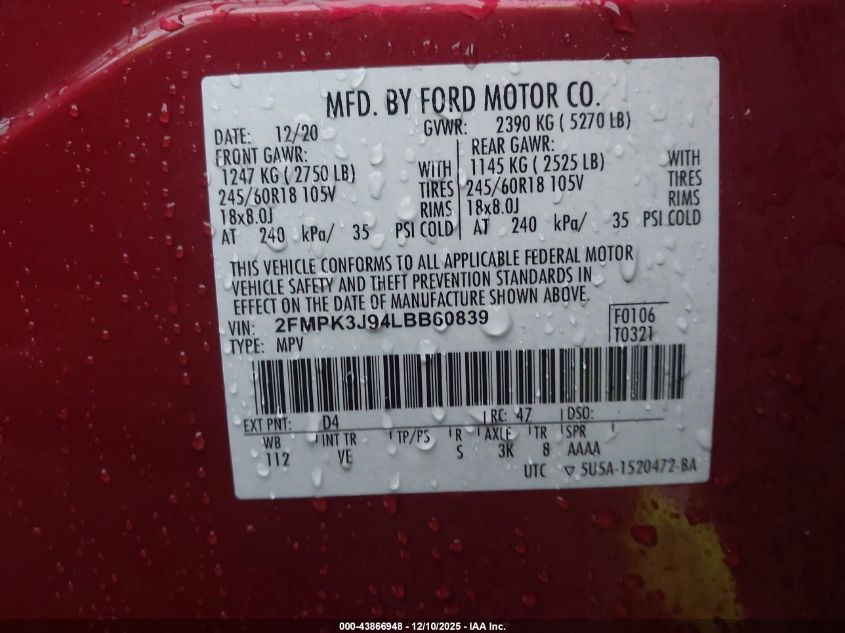 MFD. BY FORD MOTOR CO.
DATE: 12/20 GVWR: 2390 KG ( 5270 LB)
FRONT GAWR: REAR GAWR:
1247 KG ( 2750 LB) WITH 1145 KG ( 2525 LB) WITH
245/60R18 105V TIRES 245/60R18 105V TIRES
18x8.0J RIMS 18x8.0J RIMS
AT 240 kPa/ 35 PSI COLD AT 240 kPa/ 35 PSI COLD
THIS VEHICLE CONFORMS TO ALL APPLICABLE FEDERAL MOTOR
VEHICLE SAFETY AND THEFT PREVENTION STANDARDS IN
EFFECT ON THE DATE OF MANUFACTURE SHOWN ABOVE.
VIN: 2FMPK3J94LBB60839 F0106
TYPE: MPV T0321
EXT PNT: D4 RC: 47 DSO:
WB INT TR TP/PS R AXLE TR SPR
112 VE S 3K 8 AAAA
UTC ▽ 5U5A-1520472-BA
000-43866948 - 12/10/2025 - IAA Inc.